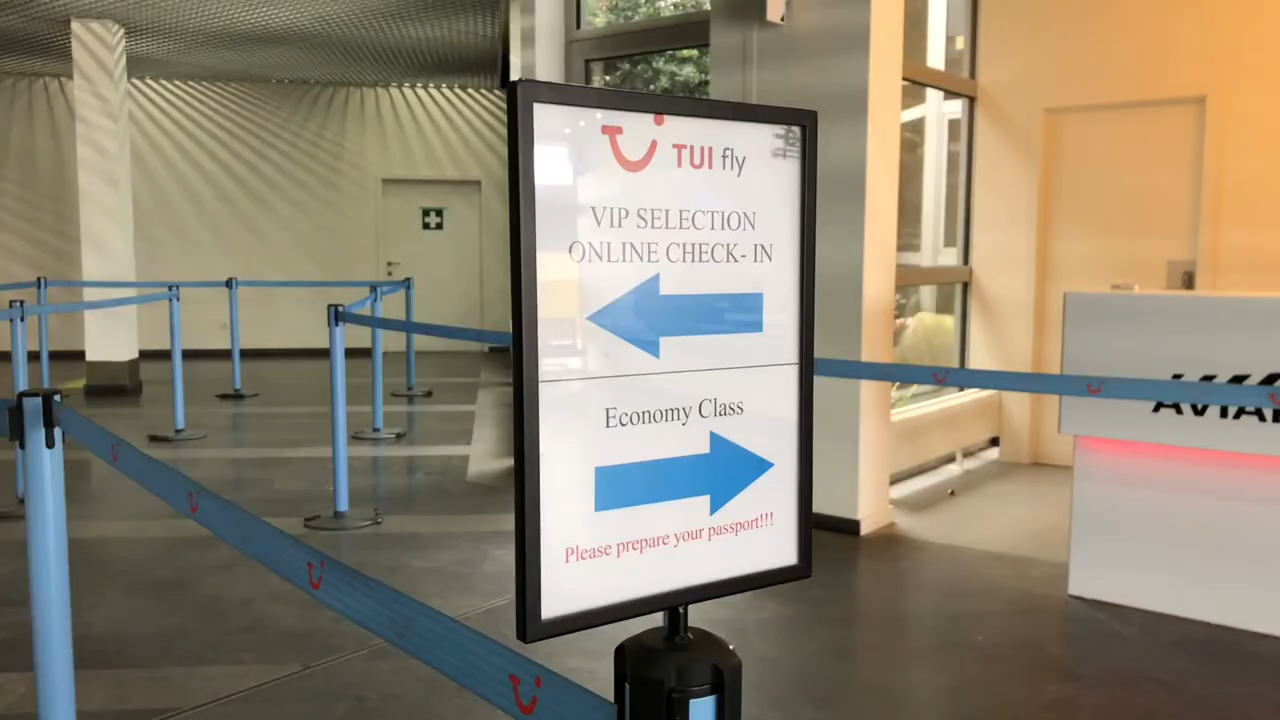 TUI fly
VIP SELECTION
ONLINE CHECK- IN
Economy Class
Please prepare your passport!!!